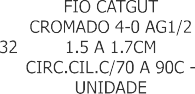 FIO CATGUT
CROMADO 4-0 AG1/2
32 1.5 A 1.7CM
CIRC.CIL.C/70 A 90C -
UNIDADE